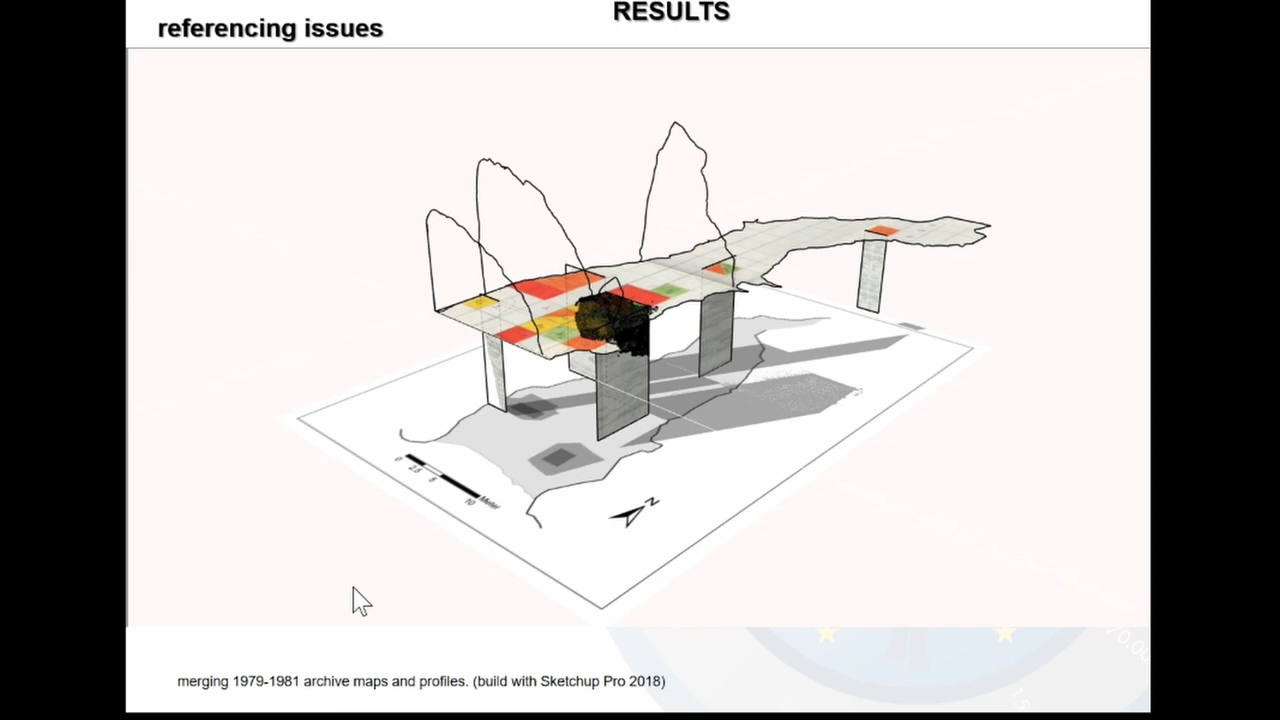 RESULTS
referencing issues
0
2.5
5
10
Meter
N
merging 1979-1981 archive maps and profiles. (build with Sketchup Pro 2018)